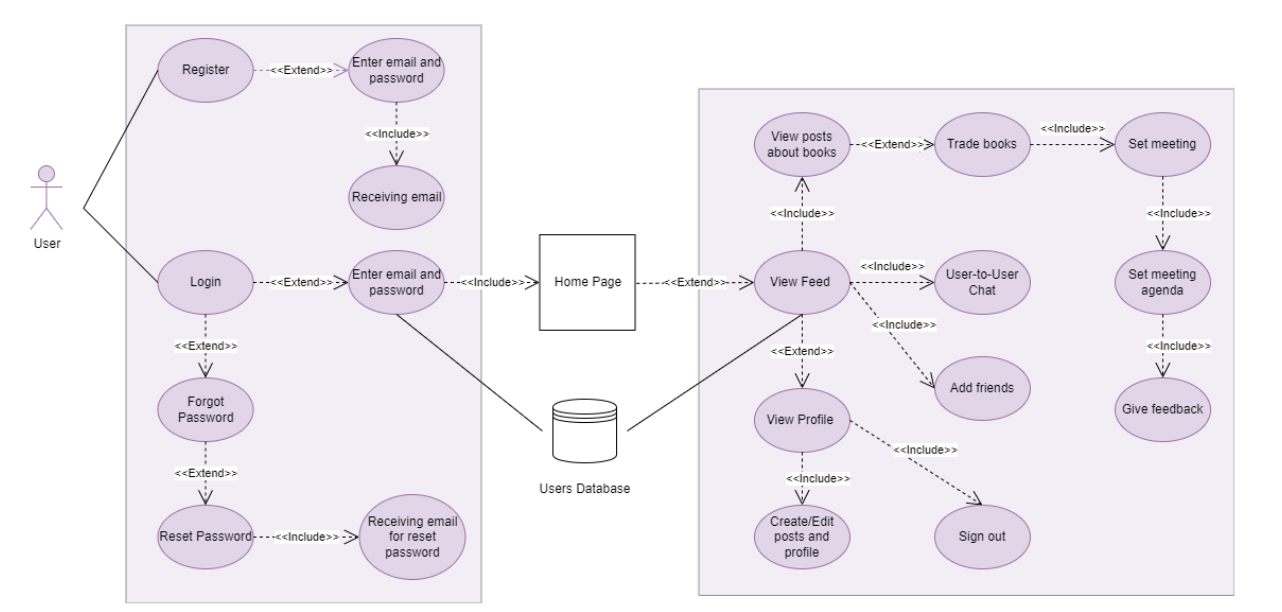 Register
<<Extend>>
Enter email and
password
<<Include>>
Receiving email
User
Login
<<Extend>>
Enter email and
password
<<Include>>
Home Page
<<Extend>>
<<Extend>>
Forgot
Password
<<Extend>>
Reset Password
<<Include>>
Receiving email
for reset
password
Users Database
View posts
about books
<<Extend>>
Trade books
<<Include>>
Set meeting
<<Include>>
<<Include>>
View Feed
<<Include>>
User-to-User
Chat
Set meeting
agenda
<<Include>>
<<Extend>>
<<Include>>
Add friends
View Profile
Give feedback
<<Include>>
<<Include>>
Create/Edit
posts and
profile
Sign out